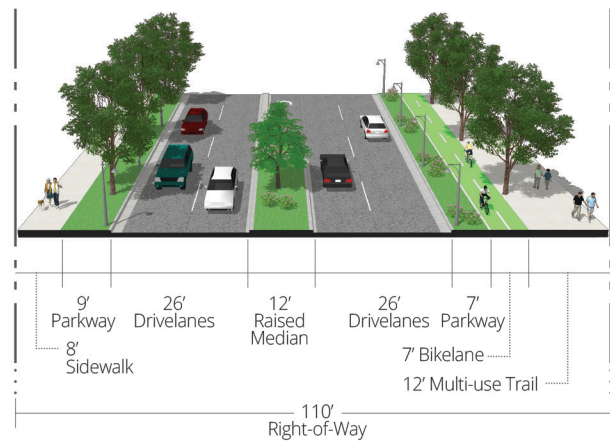 9’
Parkway
26’
Drivelanes
12’
Raised
Median
26’
Drivelanes
7’
Parkway
8’
Sidewalk
7’ Bikelane
12’ Multi-use Trail
110’
Right-of-Way